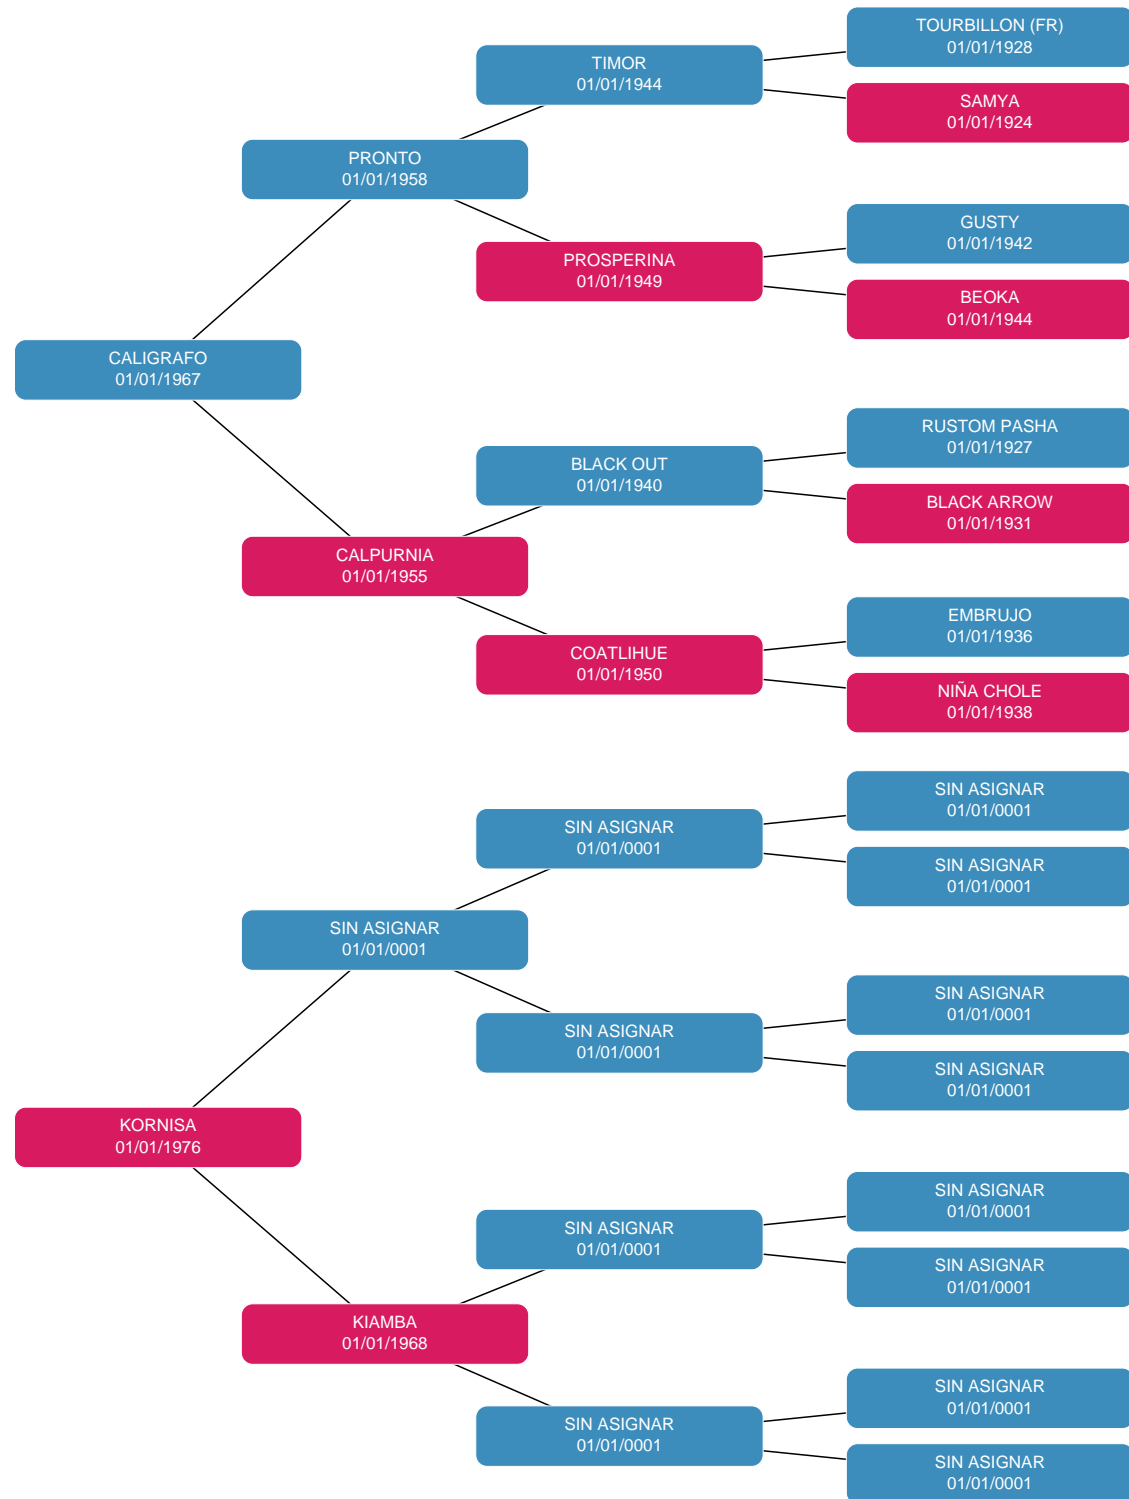 TOURBILLON (FR)
01/01/1928
TIMOR
01/01/1944
SAMYA
01/01/1924
PRONTO
01/01/1958
GUSTY
01/01/1942
PROSPERINA
01/01/1949
BEOKA
01/01/1944
CALIGRAFO
01/01/1967
RUSTOM PASHA
01/01/1927
BLACK OUT
01/01/1940
BLACK ARROW
01/01/1931
CALPURNIA
01/01/1955
EMBRUJO
01/01/1936
COATLIHUE
01/01/1950
NIÑA CHOLE
01/01/1938
SIN ASIGNAR
01/01/0001
SIN ASIGNAR
01/01/0001
SIN ASIGNAR
01/01/0001
SIN ASIGNAR
01/01/0001
SIN ASIGNAR
01/01/0001
SIN ASIGNAR
01/01/0001
SIN ASIGNAR
01/01/0001
KORNISA
01/01/1976
SIN ASIGNAR
01/01/0001
SIN ASIGNAR
01/01/0001
SIN ASIGNAR
01/01/0001
KIAMBA
01/01/1968
SIN ASIGNAR
01/01/0001
SIN ASIGNAR
01/01/0001
SIN ASIGNAR
01/01/0001